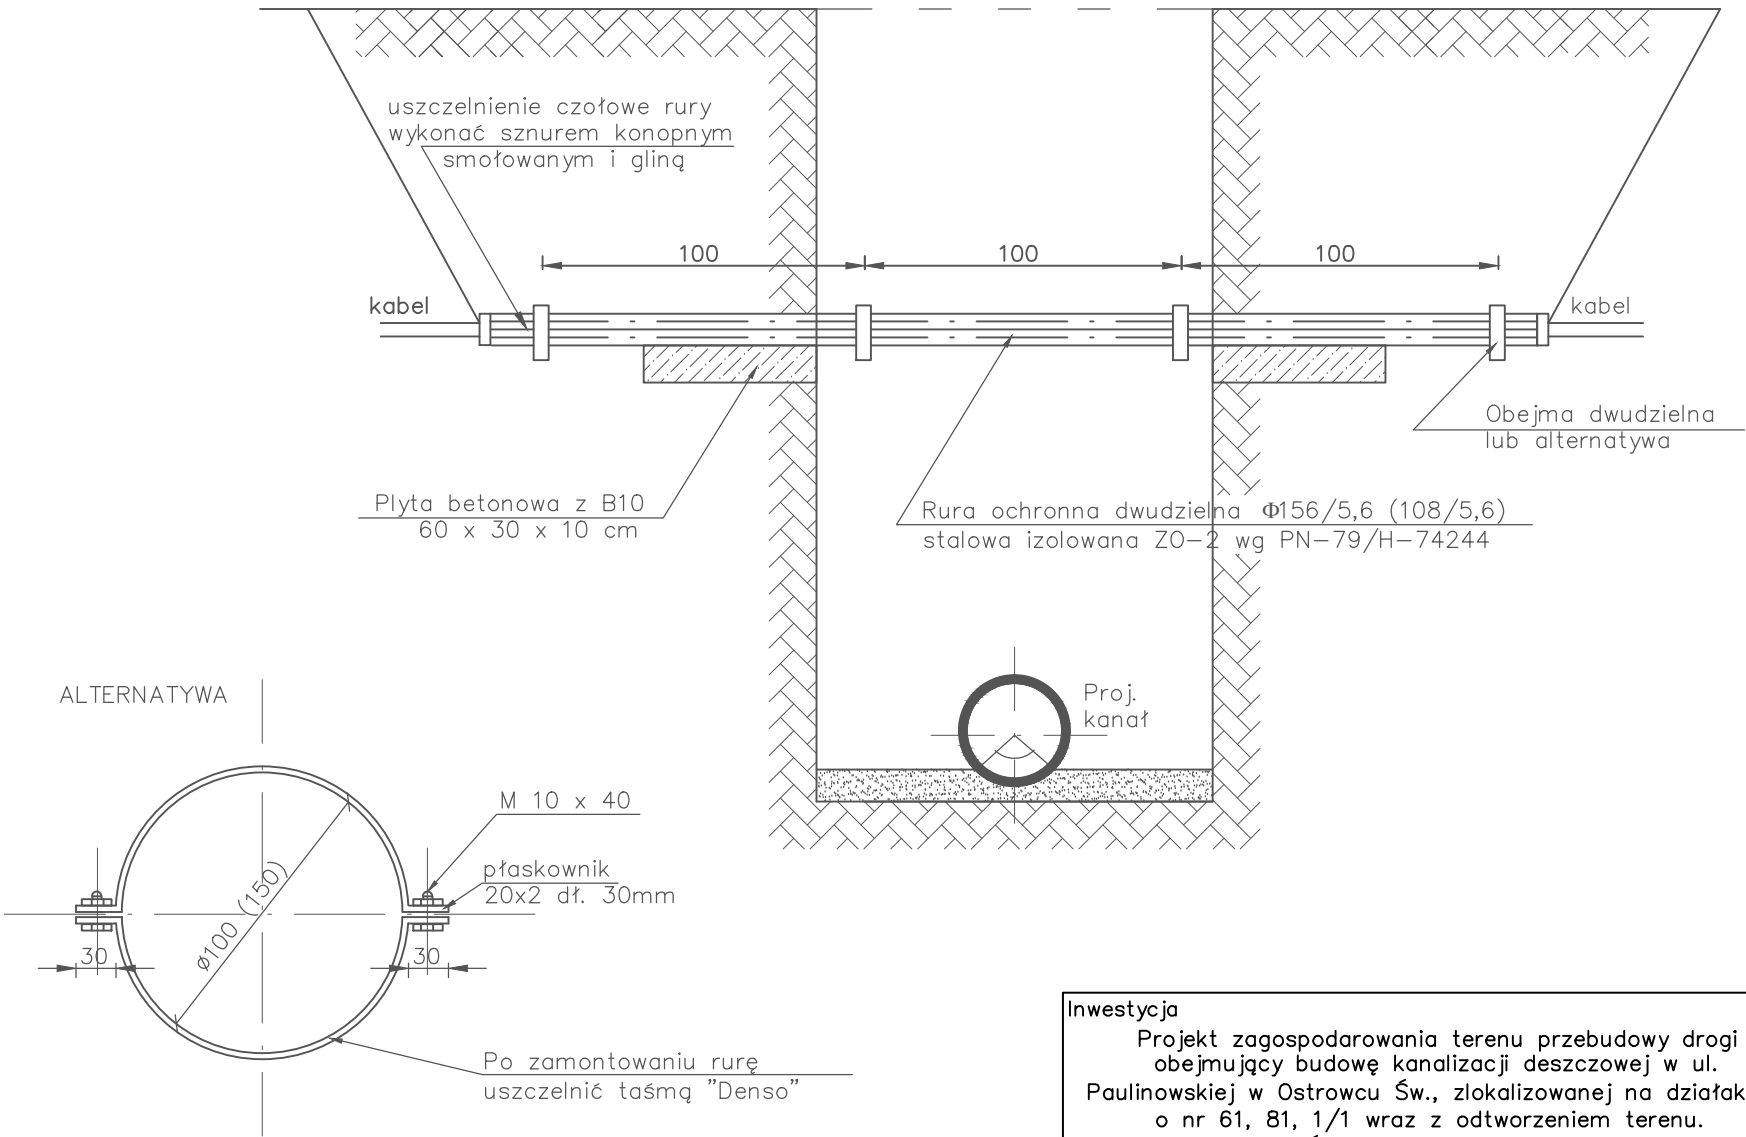 uszczelnienie czołowe rury
wykonać sznurem konopnym
smołowanym i gliną
100
100
100
kabel
kabel
Obejma dwudzielna
lub alternatywa
Plyta betonowa z B10
60 x 30 x 10 cm
Rura ochronna dwudzielna Φ156/5,6 (108/5,6)
stalowa izolowana ZO-2 wg PN-79/H-74244
Proj.
kanał
ALTERNATYWA
M 10 x 40
płaskownik
20x2 dł. 30mm
ø100 (150)
30
30
Po zamontowaniu rurę
uszczelnić taśmą "Denso"
Inwestycja
Projekt zagospodarowania terenu przebudowy drogi
obejmujący budowę kanalizacji deszczowej w ul.
Paulinowskiej w Ostrowcu Św., zlokalizowanej na działak
o nr 61, 81, 1/1 wraz z odtworzeniem terenu.